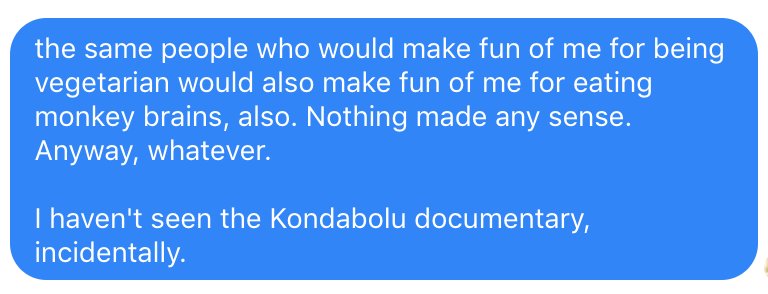 the same people who would make fun of me for being
vegetarian would also make fun of me for eating
monkey brains, also. Nothing made any sense.
Anyway, whatever.
I haven't seen the Kondabolu documentary,
incidentally.